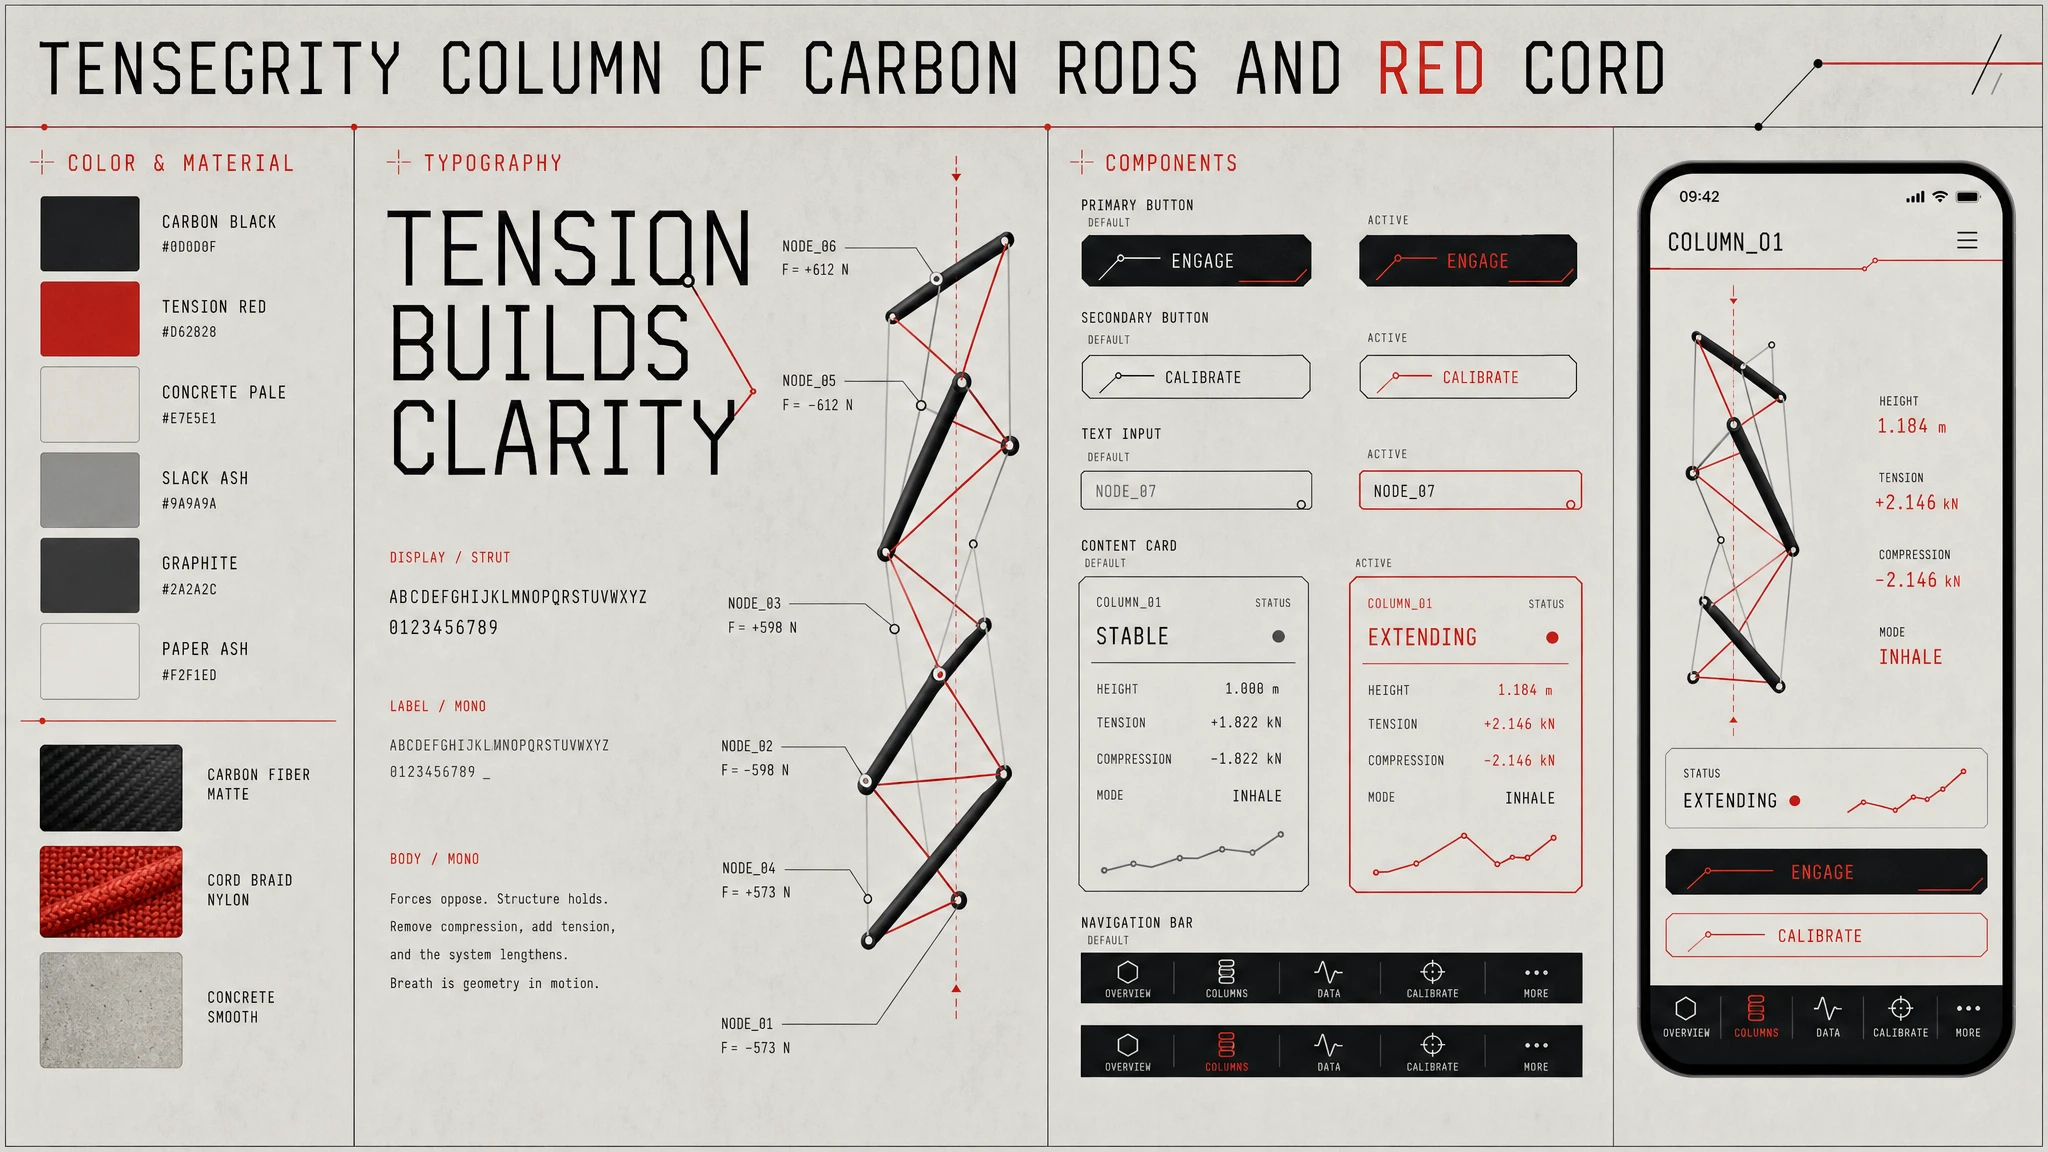 TENSEGRITY COLUMN OF CARBON RODS AND RED CORD
COLOR & MATERIAL
CARBON BLACK
#0D0D0F
TENSION RED
#D62828
CONCRETE PALE
#E7E5E1
SLACK ASH
#9A9A9A
GRAPHITE
#2A2A2C
PAPER ASH
#F2F1ED
CARBON FIBER
MATTE
CORD BRAID
NYLON
CONCRETE
SMOOTH
TYPOGRAPHY
TENSION
BUILDS
CLARITY
DISPLAY / STRUT
ABCDEFGHIJKLMNOPQRSTUVWXYZ
0123456789
LABEL / MONO
ABCDEFGHIJKLMNOPQRSTUVWXYZ
0123456789 _
BODY / MONO
Forces oppose. Structure holds.
Remove compression, add tension,
and the system lengthens.
Breath is geometry in motion.
NODE_06
F = +612 N
NODE_05
F = -612 N
NODE_03
F = +598 N
NODE_02
F = -598 N
NODE_04
F = +573 N
NODE_01
F = -573 N
COMPONENTS
PRIMARY BUTTON
DEFAULT
ACTIVE
ENGAGE
ENGAGE
SECONDARY BUTTON
DEFAULT
ACTIVE
CALIBRATE
CALIBRATE
TEXT INPUT
DEFAULT
ACTIVE
NODE_07
NODE_07
CONTENT CARD
DEFAULT
ACTIVE
COLUMN_01 STATUS
STABLE
HEIGHT 1.000 m
TENSION +1.822 kN
COMPRESSION -1.822 kN
MODE INHALE
COLUMN_01 STATUS
EXTENDING
HEIGHT 1.184 m
TENSION +2.146 kN
COMPRESSION -2.146 kN
MODE INHALE
NAVIGATION BAR
DEFAULT
OVERVIEW COLUMNS DATA CALIBRATE MORE
OVERVIEW COLUMNS DATA CALIBRATE MORE
09:42
COLUMN_01
HEIGHT
1.184 m
TENSION
+2.146 kN
COMPRESSION
-2.146 kN
MODE
INHALE
STATUS
EXTENDING
ENGAGE
CALIBRATE
OVERVIEW COLUMNS DATA CALIBRATE MORE